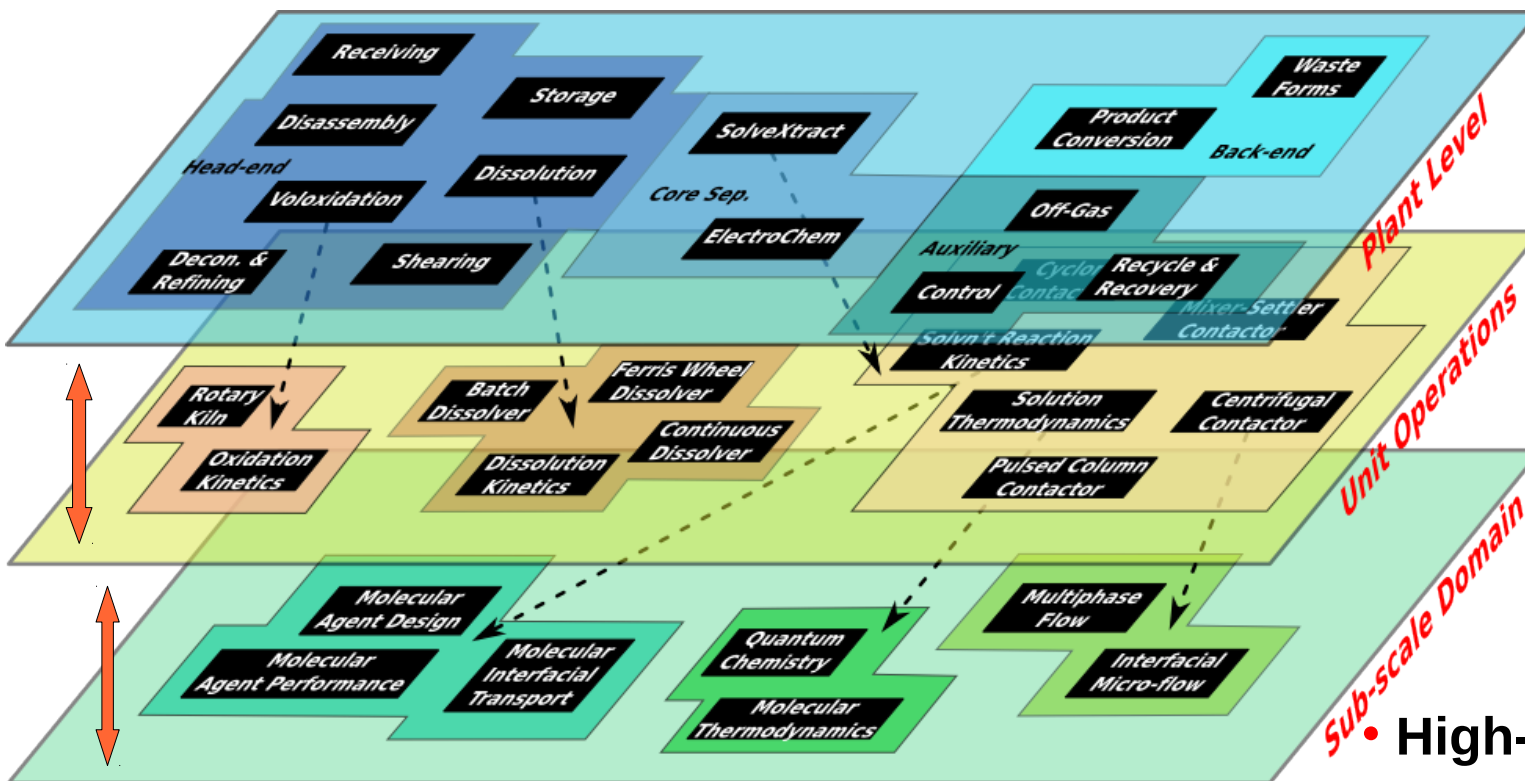 Receiving
Storage
Disassembly
Head-end
Dissolution
Voloxidation
Decon. &
Refining
Shearing
SolveXtract
Core Sep.
ElectroChem
Waste
Forms
Product
Conversion
Back-end
Off-Gas
Auxiliary
Control
Recycle &
Recovery
Plant Level
Mixer-Settler
Contactor
Solvn't Reaction
Kinetics
Rotary
Kiln
Oxidation
Kinetics
Batch
Dissolver
Ferris Wheel
Dissolver
Continuous
Dissolver
Dissolution
Kinetics
Solution
Thermodynamics
Centrifugal
Contactor
Pulsed Column
Contactor
Unit Operations
Molecular
Agent Design
Molecular
Agent Performance
Molecular
Interfacial
Transport
Quantum
Chemistry
Molecular
Thermodynamics
Multiphase
Flow
Interfacial
Micro-flow
Sub-scale Domain
• High-